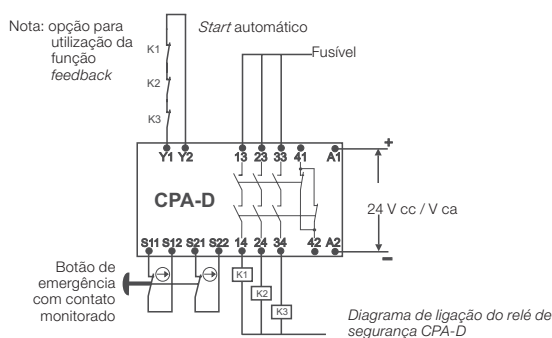 Nota: opção para
utilização da
função
feedback
Start automático
Fusível
K1
K2
K3
Y1 Y2 13 23 33 41 A1
+
CPA-D
24 V cc / V ca
S11 S12 S21 S22 14 24 34 42 A2
–
Botão de
emergência
com contato
monitorado
K1
K2
K3
Diagrama de ligação do relé de
segurança CPA-D